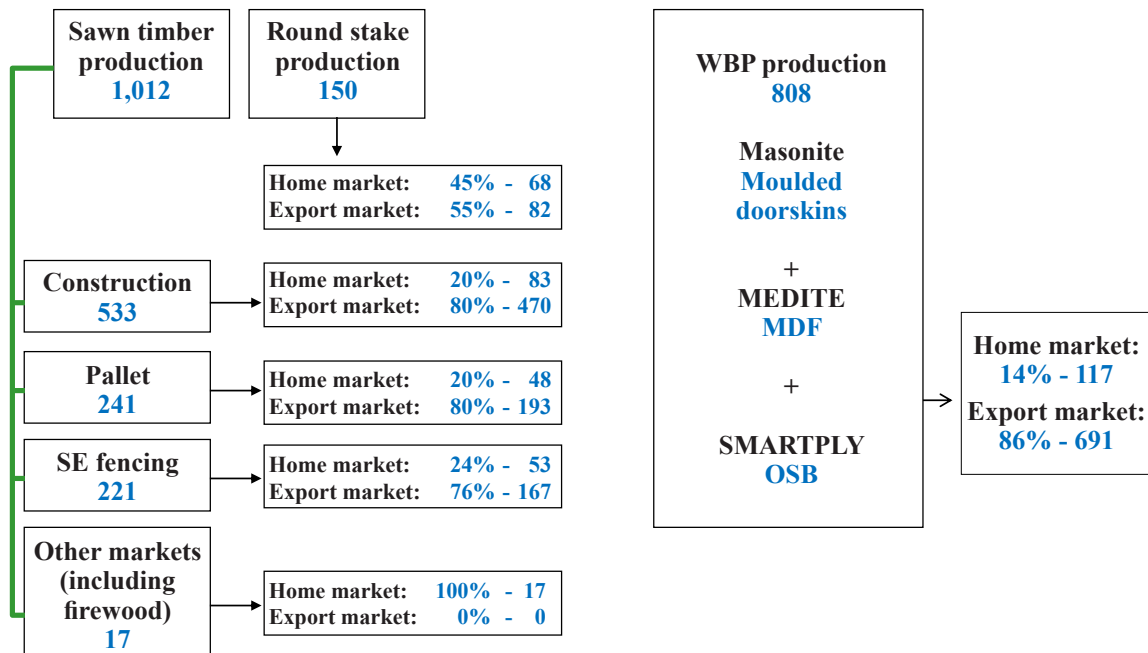 Sawn timber
production
1,012
Round stake
production
150
Home market: 45% - 68
Export market: 55% - 82
Construction
533
Home market: 20% - 83
Export market: 80% - 470
Pallet
241
Home market: 20% - 48
Export market: 80% - 193
SE fencing
221
Home market: 24% - 53
Export market: 76% - 167
Other markets
(including
firewood)
17
Home market: 100% - 17
Export market: 0% - 0
WBP production
808
Masonite
Moulded
doorskins
+
MEDITE
MDF
+
SMARTPLY
OSB
Home market:
14% - 117
Export market:
86% - 691